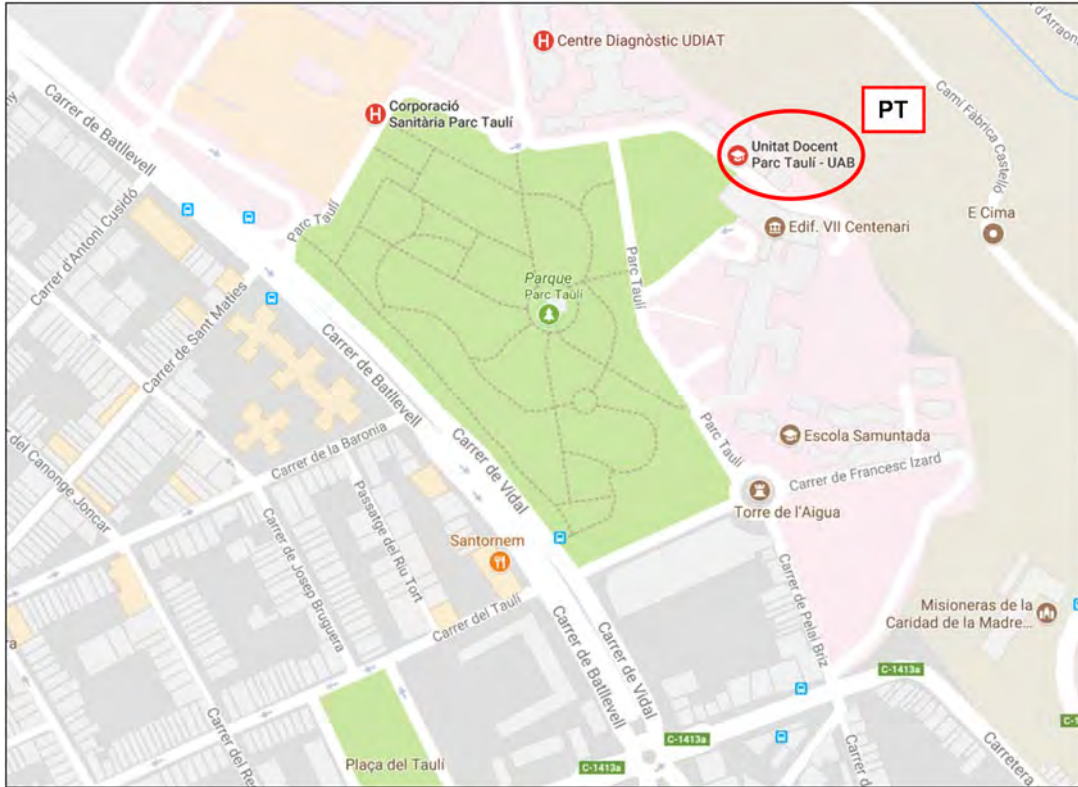 d'Arraona
Centre Diagnòstic UDIAT
Camí Fàbrica Castelló
PT
Corporació
Sanitària Parc Taulí
Unitat Docent
Parc Taulí - UAB
Carrer de Batllevell
Carrer d'Antoni Cusidó
Parc Taulí
E Cima
Edif. VII Centenari
Parque
Parc Taulí
Parc Taulí
Carrer de Sant Maties
Carrer de Batllevell
Carrer de Vidal
Parc Taulí
Escola Samuntada
Carrer de la Baronia
Carrer de Francesc Izard
del Canonge Joncar
Torre de l'Aigua
Passatge del Riu Tort
Santornem
Carrer de Josep Bruguera
Carrer del Taulí
Carrer de Pelai Briz
Misioneras de la
Caridad de la Madre...
Carrer de Batllevell
Carrer de Vidal
C-1413a
C-1413a
C-1413a
Carretera
Plaça del Taulí
Carrer del Re
Carrer d
C-1